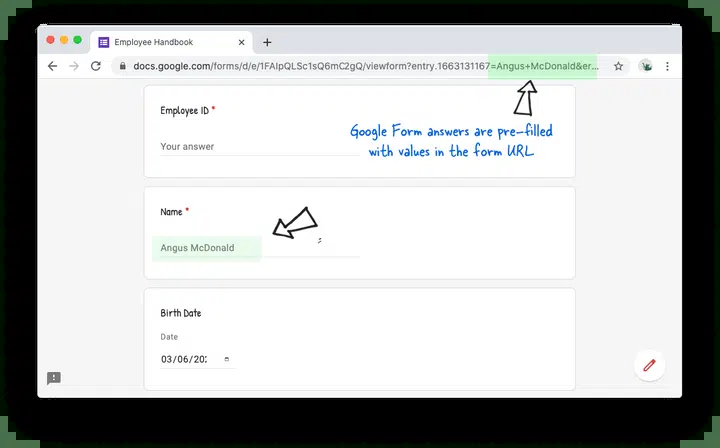 Employee Handbook
docs.google.com/forms/d/e/1FAIpQLSc1sQ6mC2gQ/viewform?entry.1663131167=Angus+McDonald&er...
Employee ID *
Your answer
Google Form answers are pre-filled
with values in the form URL
Name *
Angus McDonald
Birth Date
Date
03/06/202